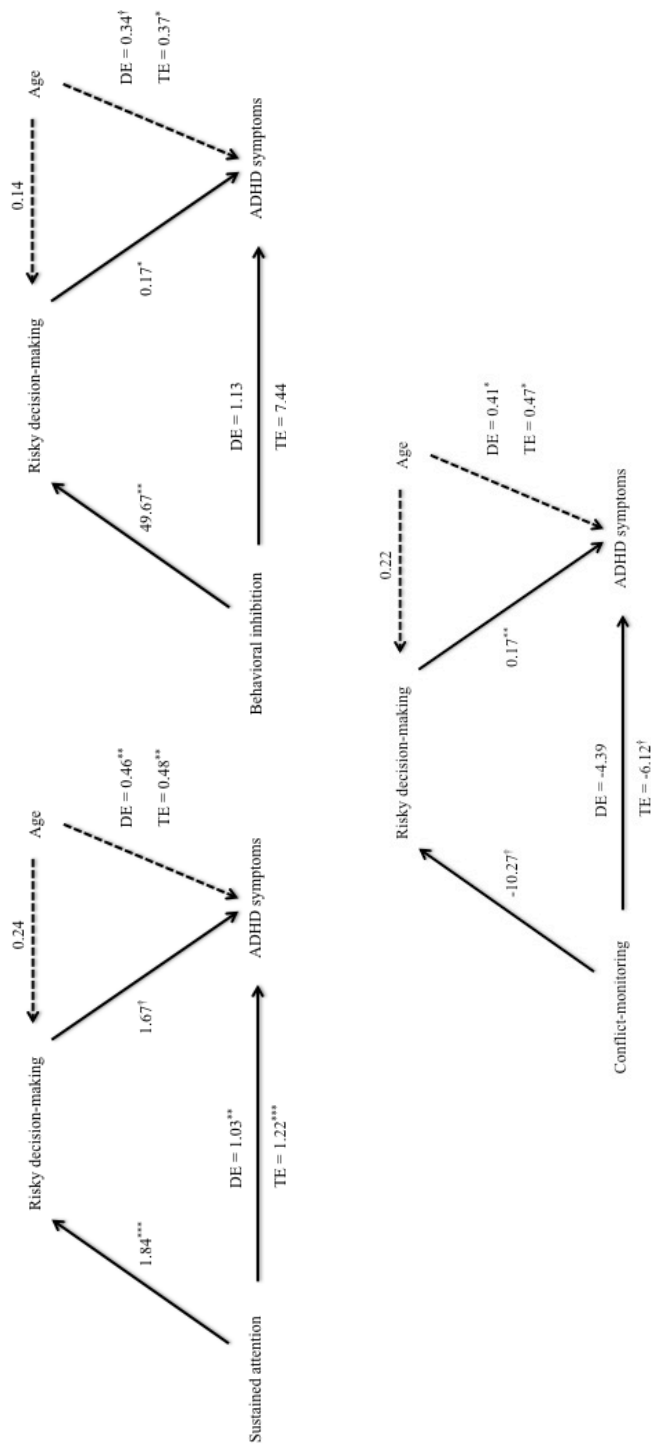 0.24
Risky decision-making
Age
1.84***
1.67†
DE = 0.46**
TE = 0.48**
DE = 1.03**
TE = 1.22***
Sustained attention
ADHD symptoms
0.14
Risky decision-making
Age
49.67**
0.17*
DE = 0.34†
TE = 0.37*
DE = 1.13
TE = 7.44
Behavioral inhibition
ADHD symptoms
0.22
Risky decision-making
Age
-10.27†
0.17**
DE = 0.41*
TE = 0.47*
DE = -4.39
TE = -6.12†
Conflict-monitoring
ADHD symptoms